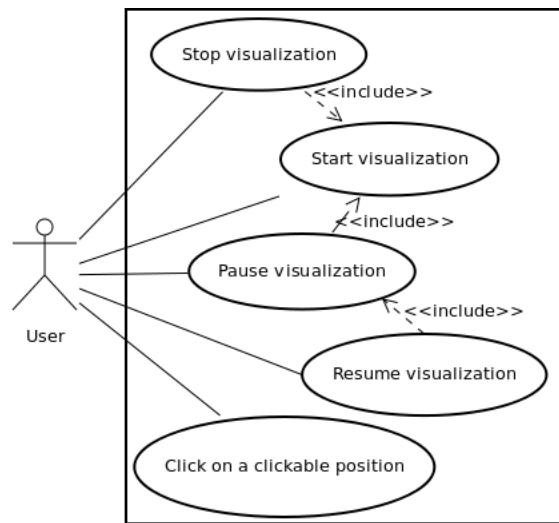 Stop visualization
<<include>>
Start visualization
<<include>>
Pause visualization
<<include>>
User
Resume visualization
Click on a clickable position